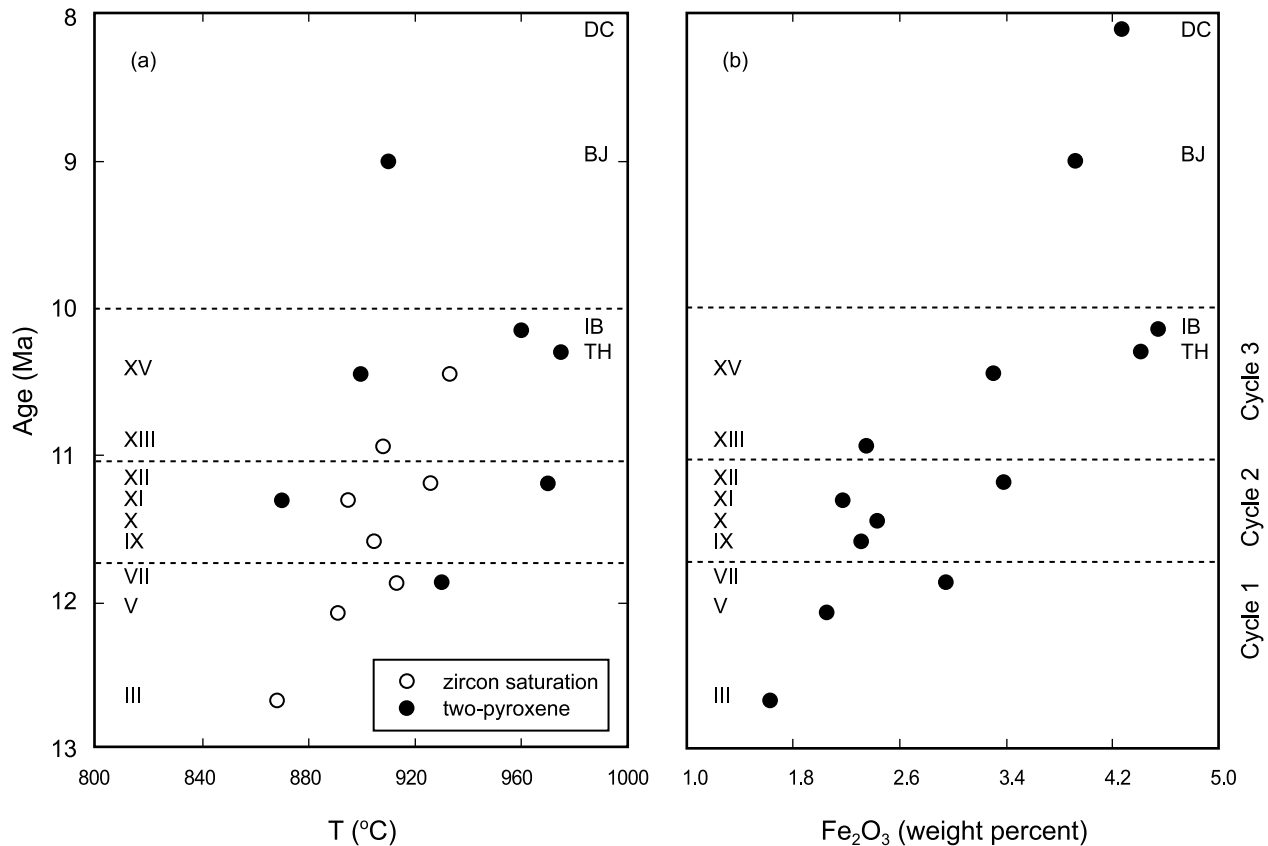 (a)
DC
BJ
IB
TH
XV
XIII
XII
XI
X
IX
VII
V
III
zircon saturation
two-pyroxene
8
9
10
11
12
13
Age (Ma)
800 840 880 920 960 1000
T (°C)
(b)
DC
BJ
IB
TH
XV
XIII
XII
XI
X
IX
VII
V
III
Cycle 3
Cycle 2
Cycle 1
1.0 1.8 2.6 3.4 4.2 5.0
Fe₂O₃ (weight percent)